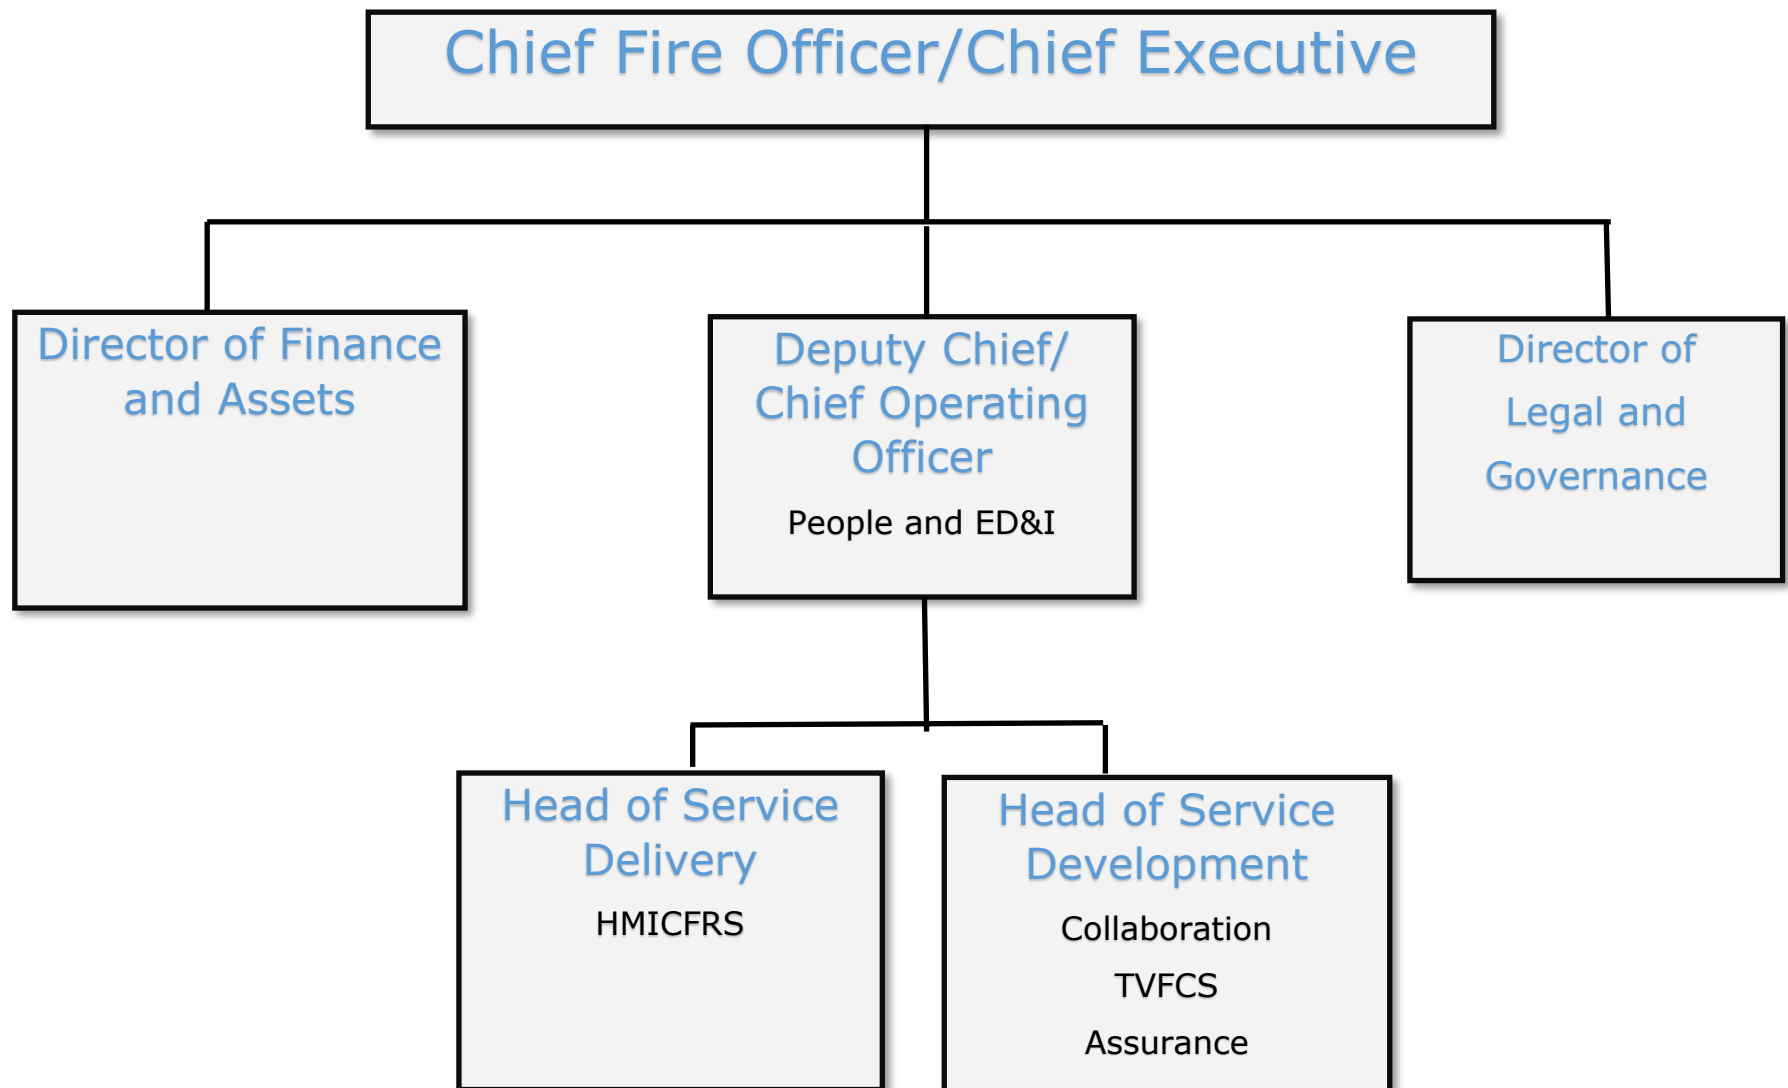 Chief Fire Officer/Chief Executive
Director of Finance
and Assets
Deputy Chief/
Chief Operating
Officer
People and ED&I
Director of
Legal and
Governance
Head of Service
Delivery
HMICFRS
Head of Service
Development
Collaboration
TVFCS
Assurance